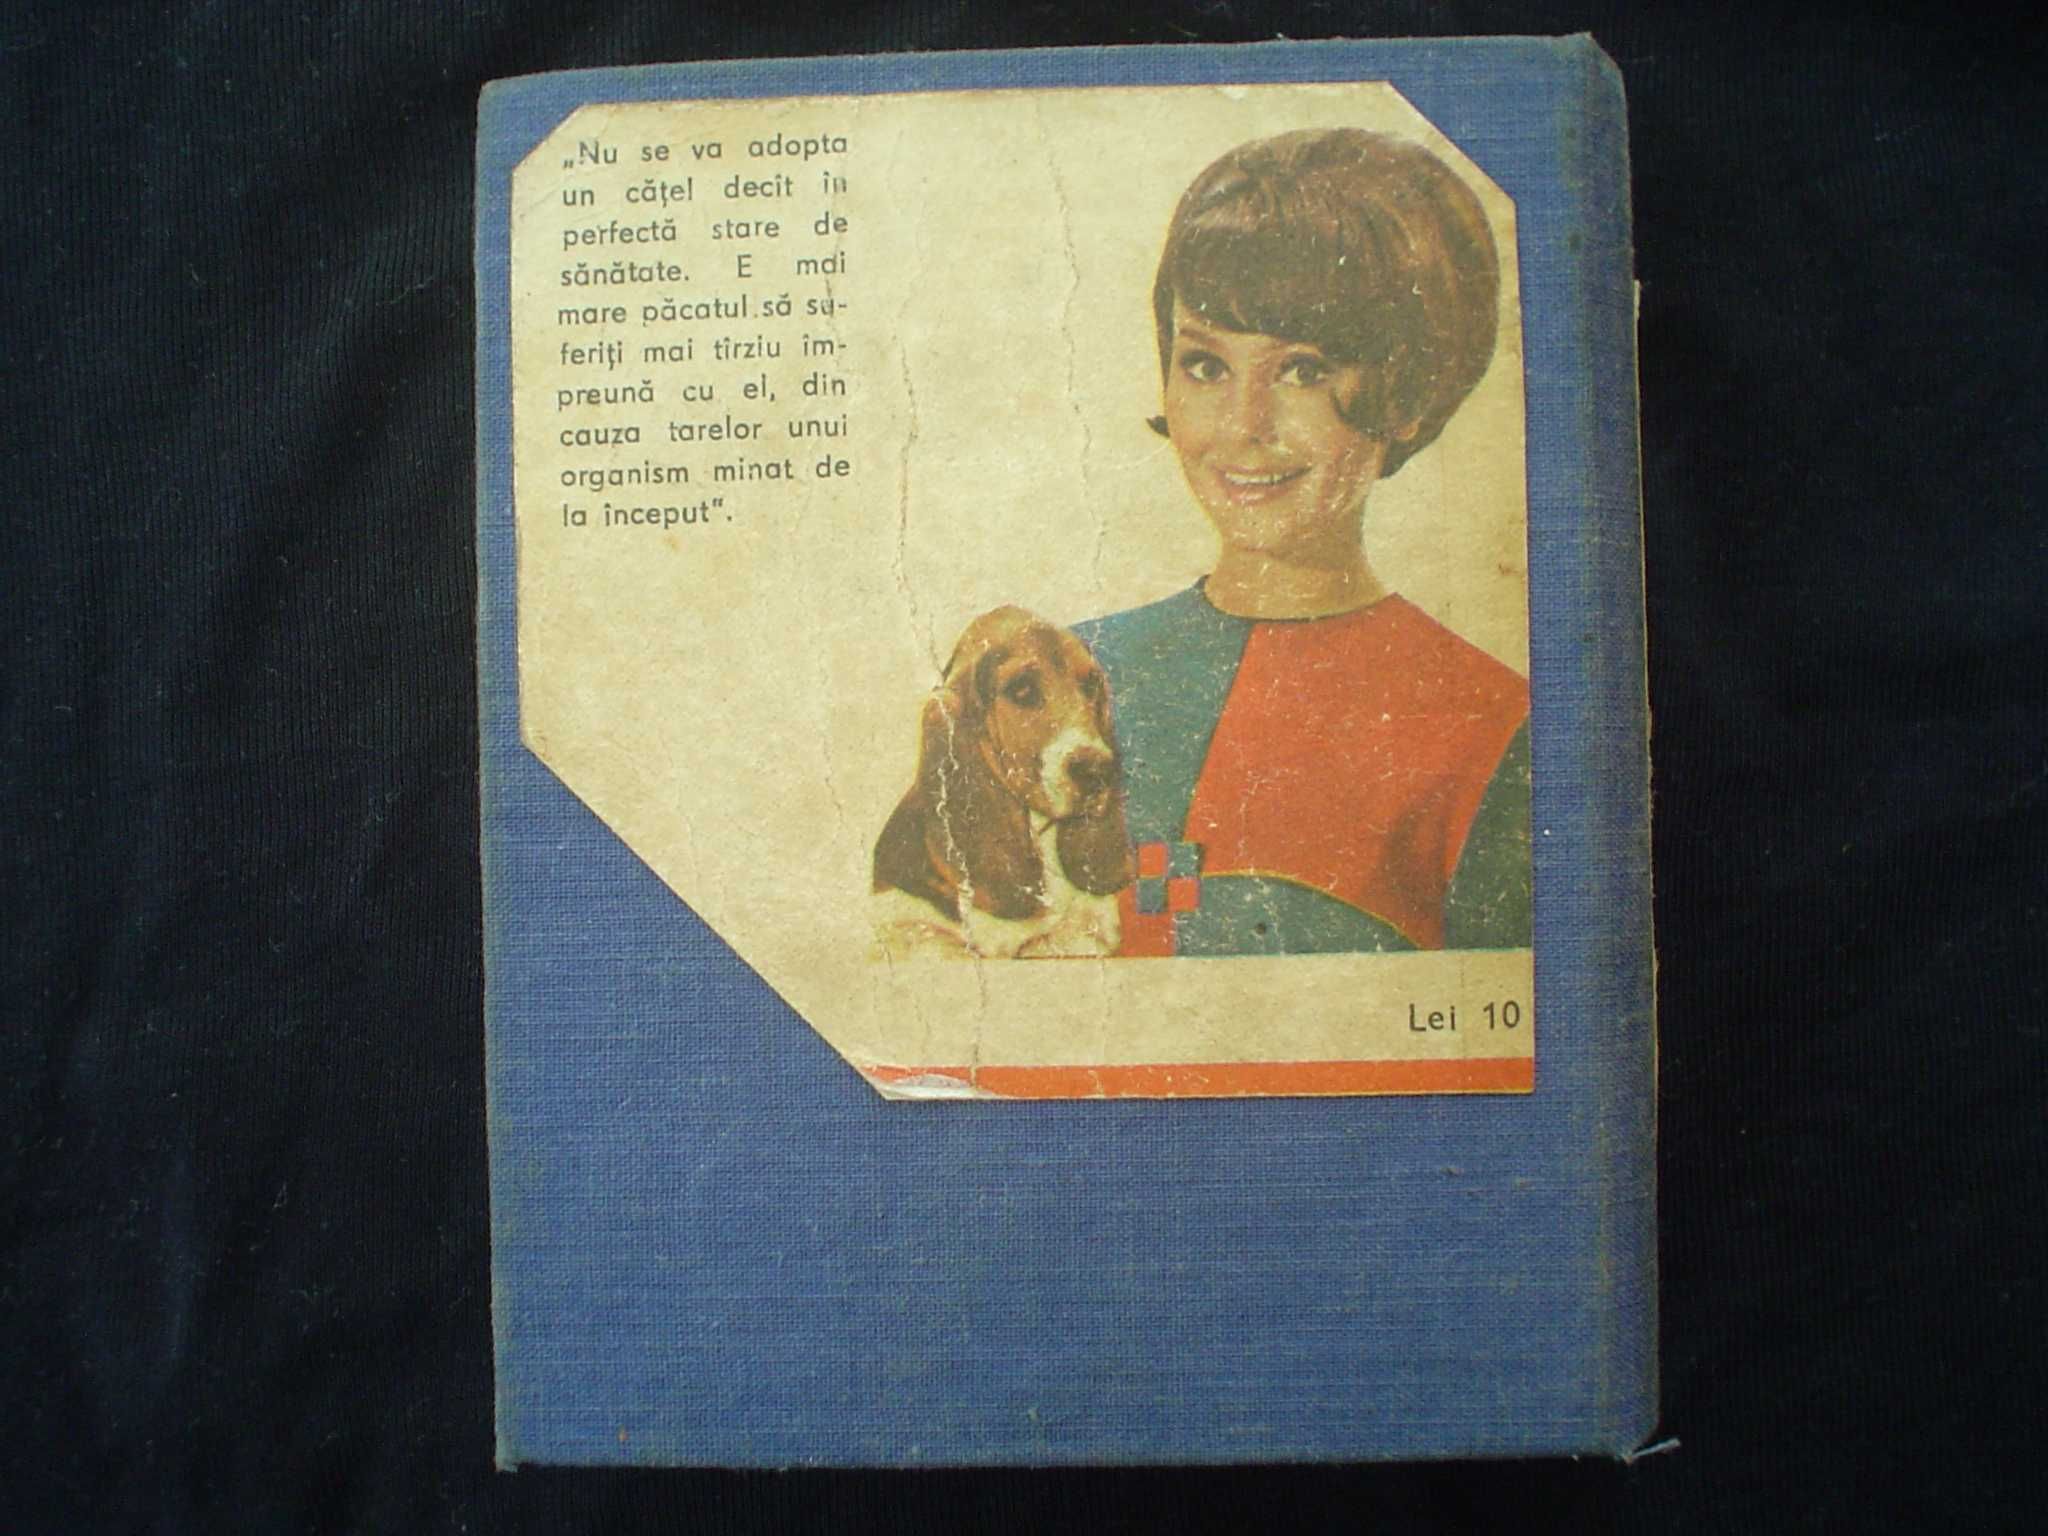 „Nu se va adopta
un cățel decît în
perfectă stare de
sănătate. E mai
mare păcatul să su-
feriți mai tîrziu îm-
preună cu el, din
cauza tarelor unui
organism minat de
la început“.
Lei 10